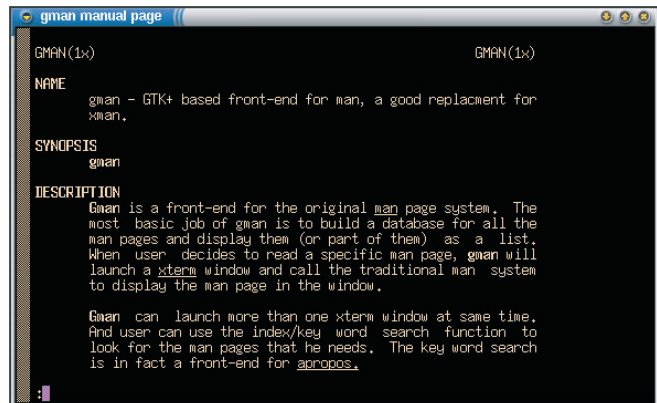 gman manual page
GMAN(1x) GMAN(1x)
NAME
gman - GTK+ based front-end for man, a good replacment for
xman.
SYNOPSIS
gman
DESCRIPTION
Gman is a front-end for the original man page system. The
most basic job of gman is to build a database for all the
man pages and display them (or part of them) as a list.
When user decides to read a specific man page, gman will
launch a xterm window and call the traditional man system
to display the man page in the window.
Gman can launch more than one xterm window at same time.
And user can use the index/key word search function to
look for the man pages that he needs. The key word search
is in fact a front-end for apropos.
: